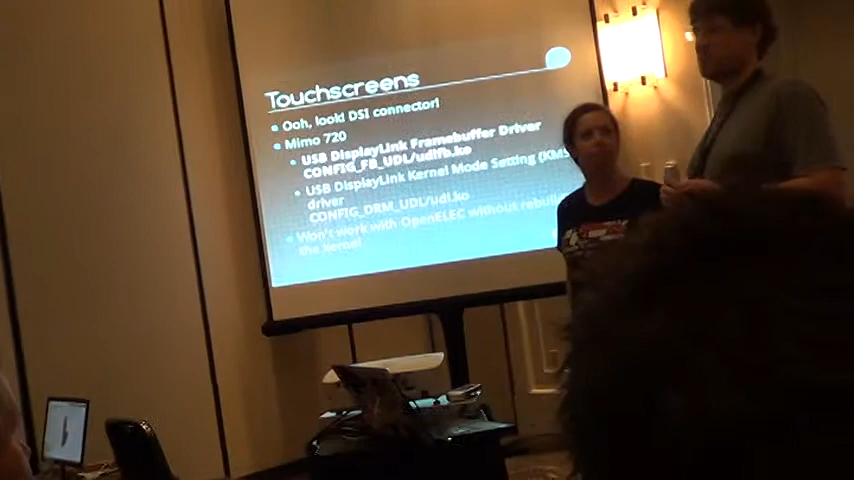 Touchscreens
Ooh, look! DSI connector!
Mimo 720
USB DisplayLink Framebuffer Driver
CONFIG_FB_UDL/udlfb.ko
USB DisplayLink Kernel Mode Setting (KMS)
driver
CONFIG_DRM_UDL/udl.ko
Won't work with OpenELEC without rebuilding
the kernel